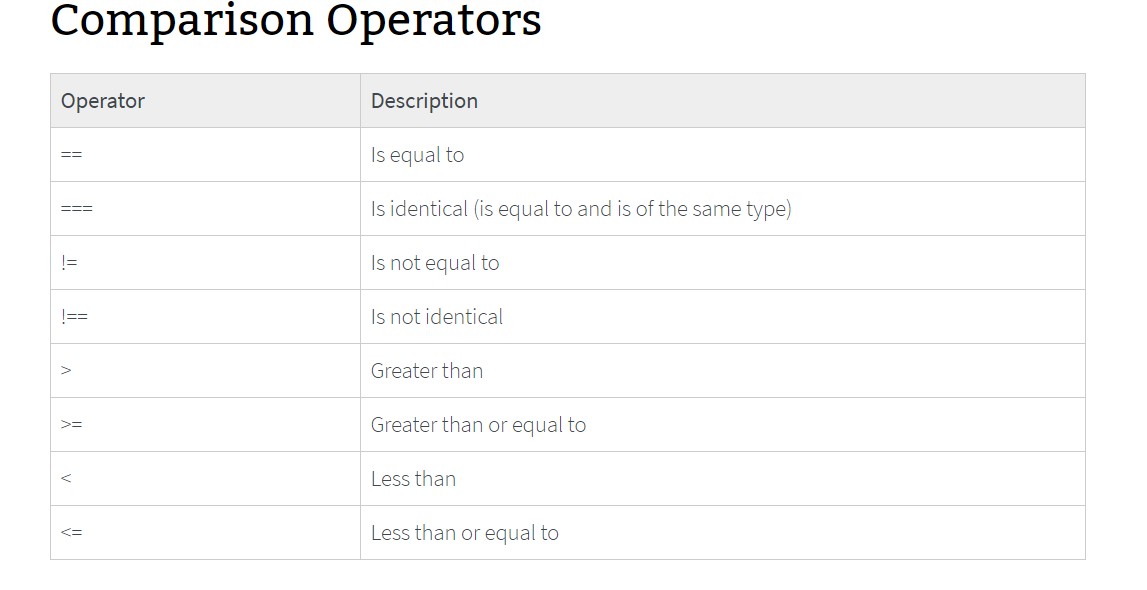 Comparison Operators
Operator Description
== Is equal to
=== Is identical (is equal to and is of the same type)
!= Is not equal to
!== Is not identical
> Greater than
>= Greater than or equal to
< Less than
<= Less than or equal to